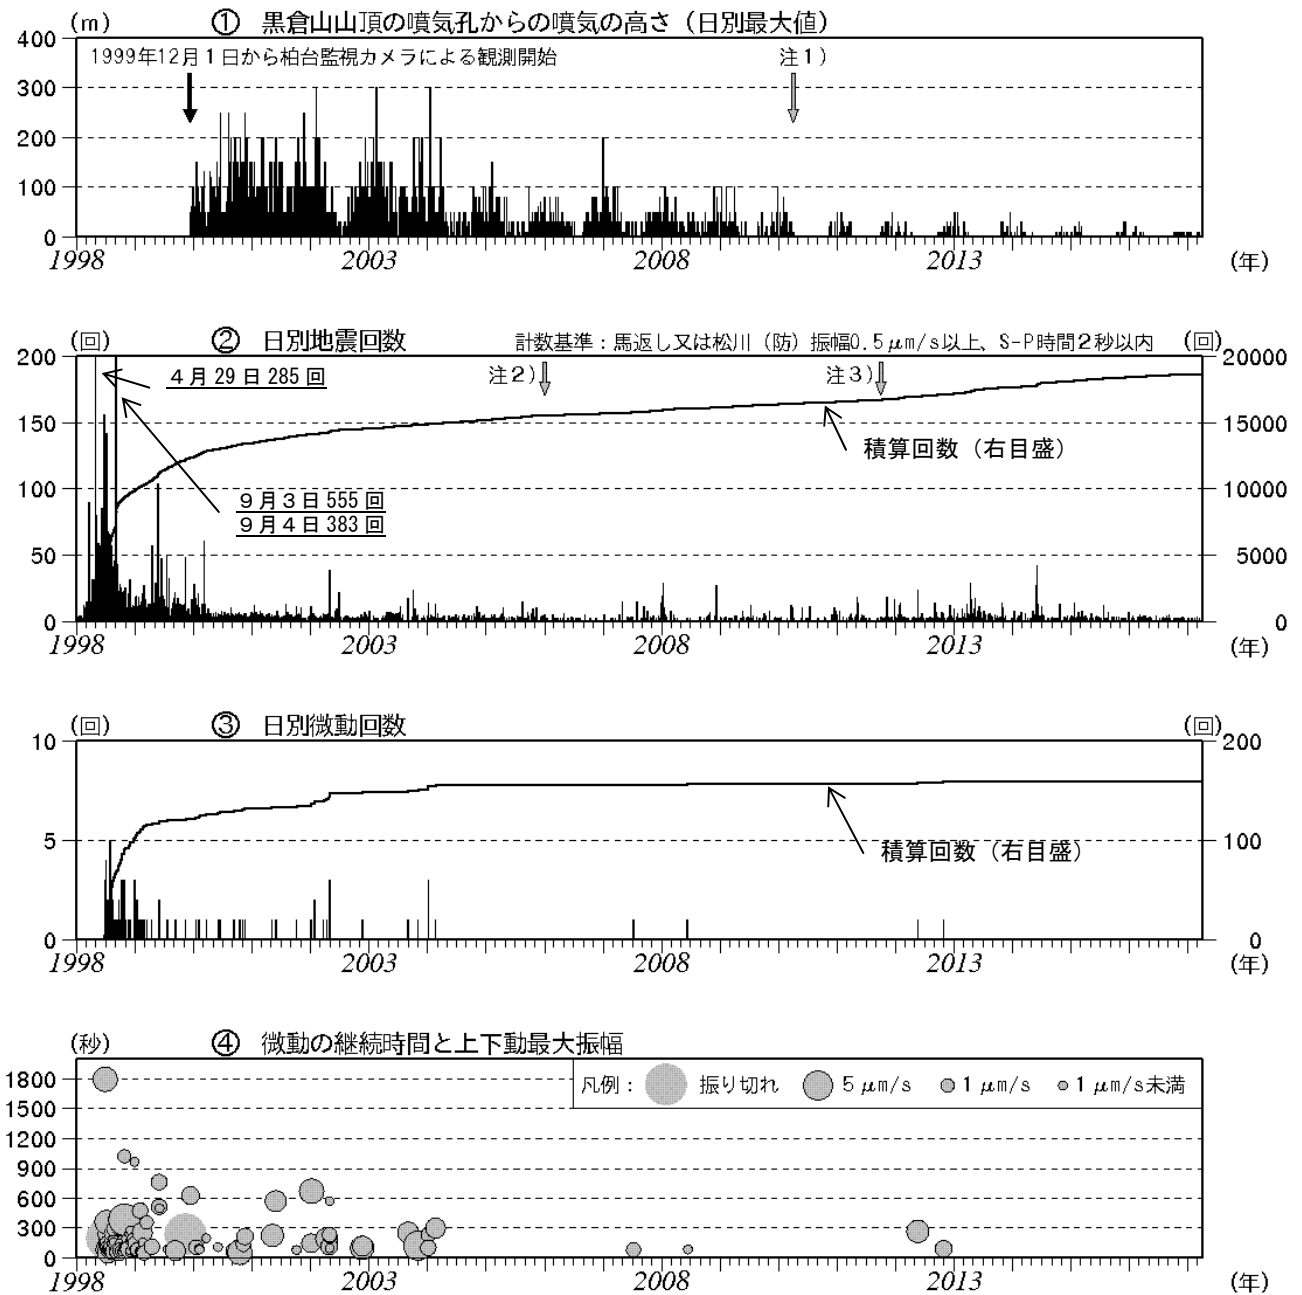 (m) ① 黒倉山山頂の噴気孔からの噴気の高さ（日別最大値）
400
1999年12月１日から柏台監視カメラによる観測開始 注1)
300
200
100
0
1998 2003 2008 2013 (年)
(回) ② 日別地震回数 計数基準：馬返し又は松川（防）振幅0.5μm/s以上、S-P時間2秒以内 (回)
200 20000
４月29日285回 注2) 注3)
150 15000
積算回数（右目盛）
100 10000
９月３日555回
９月４日383回
50 5000
0 0
1998 2003 2008 2013 (年)
(回) ③ 日別微動回数 (回)
10 200
5 100
積算回数（右目盛）
0 0
1998 2003 2008 2013 (年)
(秒) ④ 微動の継続時間と上下動最大振幅
1800 凡例： 振り切れ 5 μm/s 1 μm/s 1 μm/s未満
1500
1200
900
600
300
0
1998 2003 2008 2013 (年)